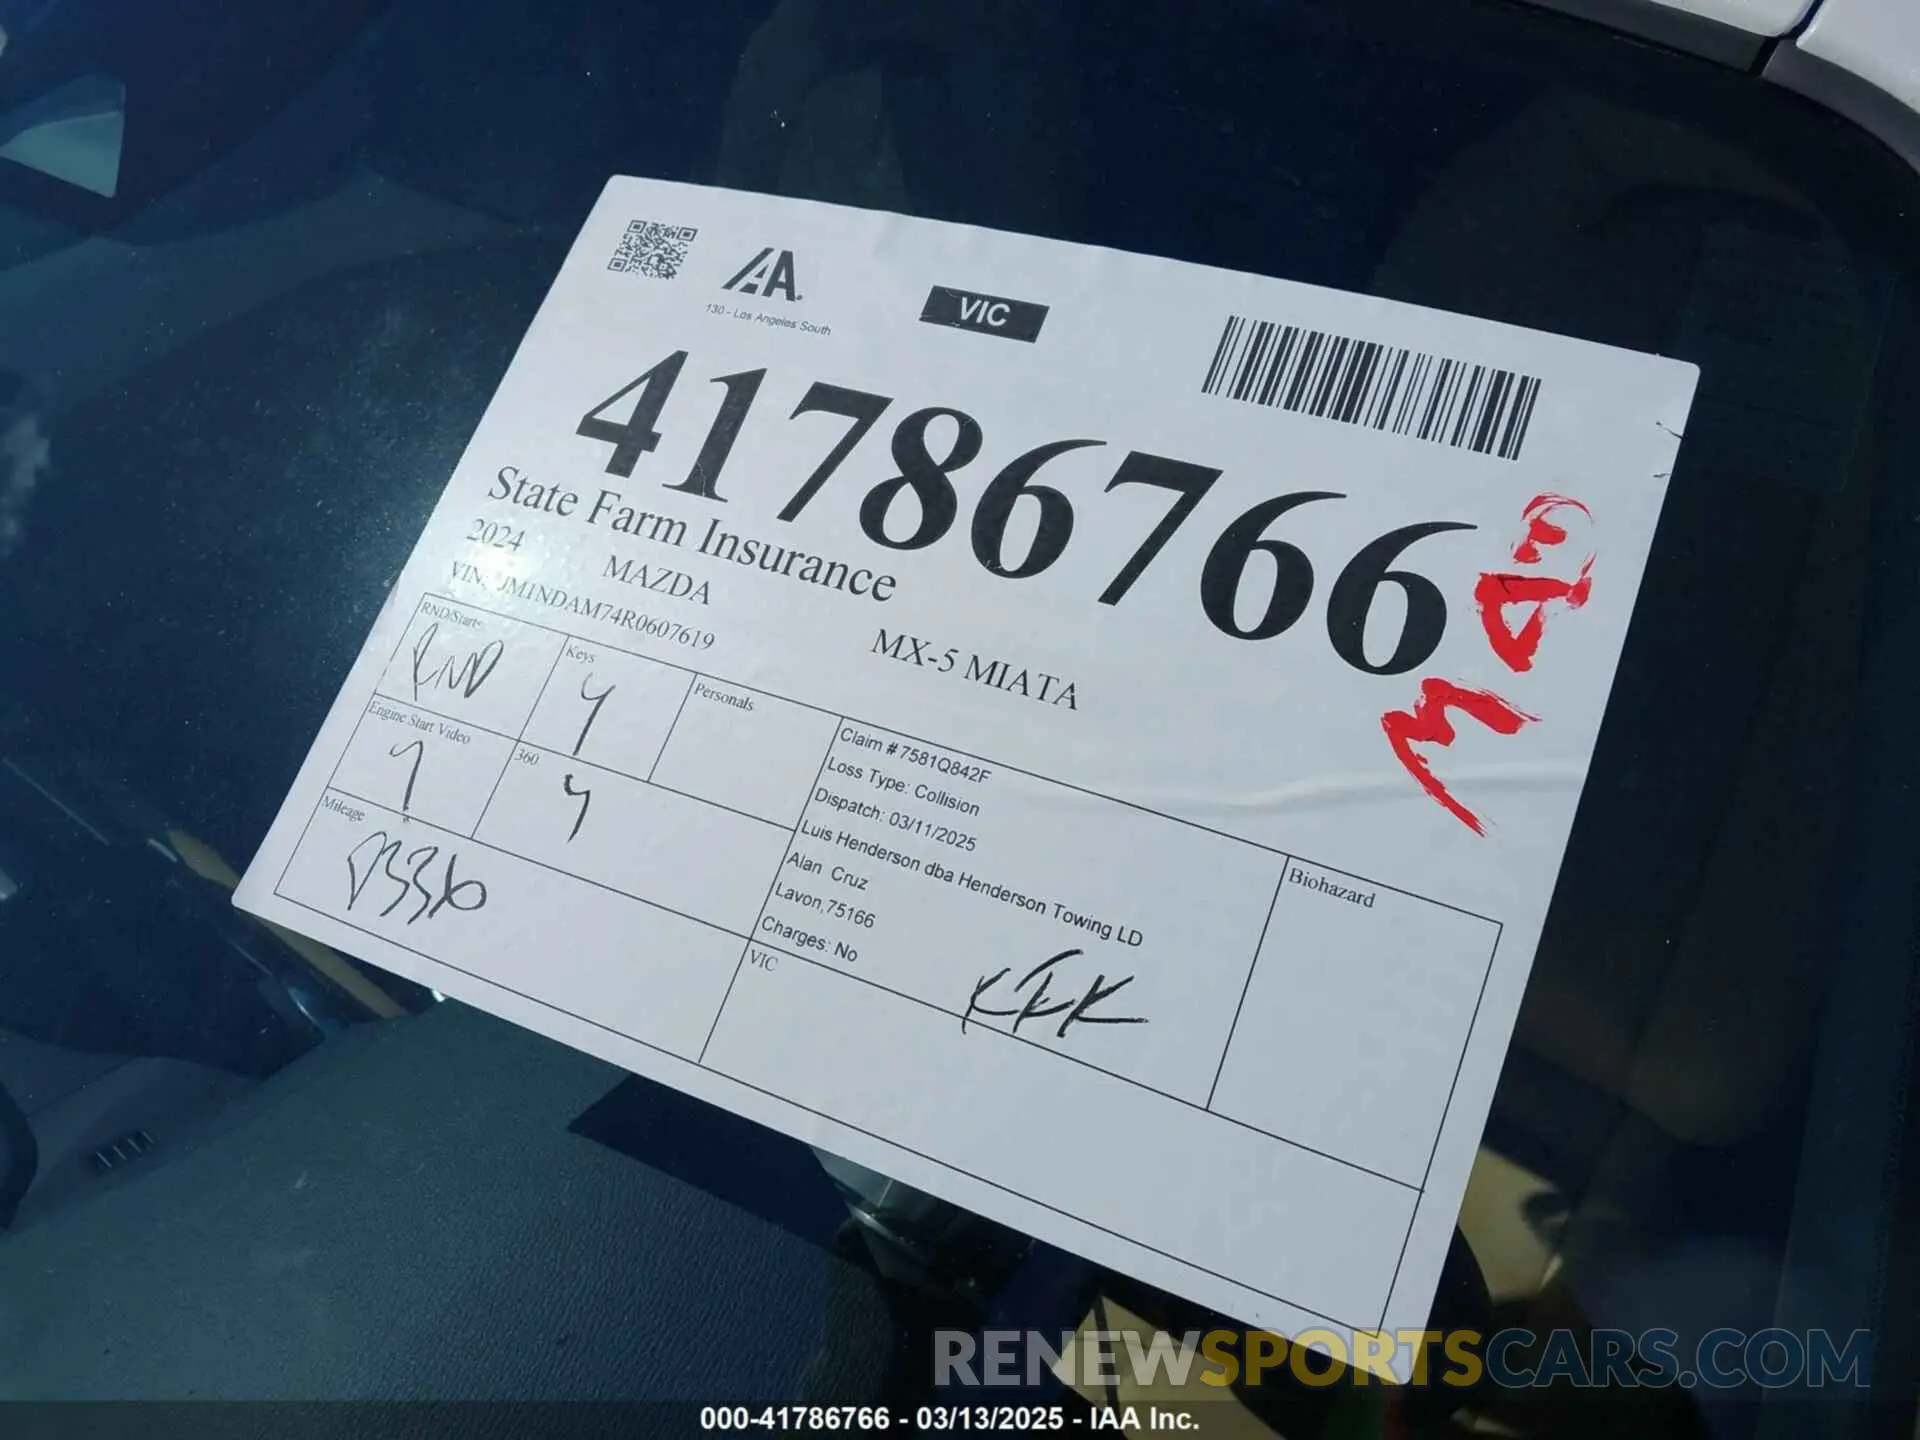 IAA
130 - Los Angeles South
VIC
41786766
State Farm Insurance
2024 MAZDA MX-5 MIATA
VIN: JM1NDAM74R0607619
RND/Starts
RND
Keys
Y
Personals
Engine Start Video
Y
360
Y
Mileage
Claim # 7581Q842F
Loss Type: Collision
Dispatch: 03/11/2025
Luis Henderson dba Henderson Towing LD
Alan Cruz
Lavon,75166
Charges: No
Biohazard
VIC
RENEWSPORTSCARS.COM
000-41786766 - 03/13/2025 - IAA Inc.